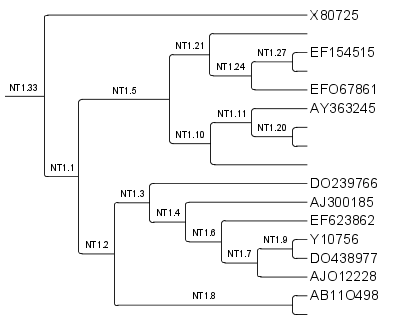 X80725
NT1.21
NT1.27
EF154515
NT1.24
NT1.33
EFO67861
NT1.5
AY363245
NT1.11
NT1.20
NT1.10
NT1.1
DO239766
NT1.3
AJ300185
NT1.4
EF623862
NT1.6
Y10756
NT1.9
NT1.2
NT1.7
DO438977
AJO12228
NT1.8
AB11O498